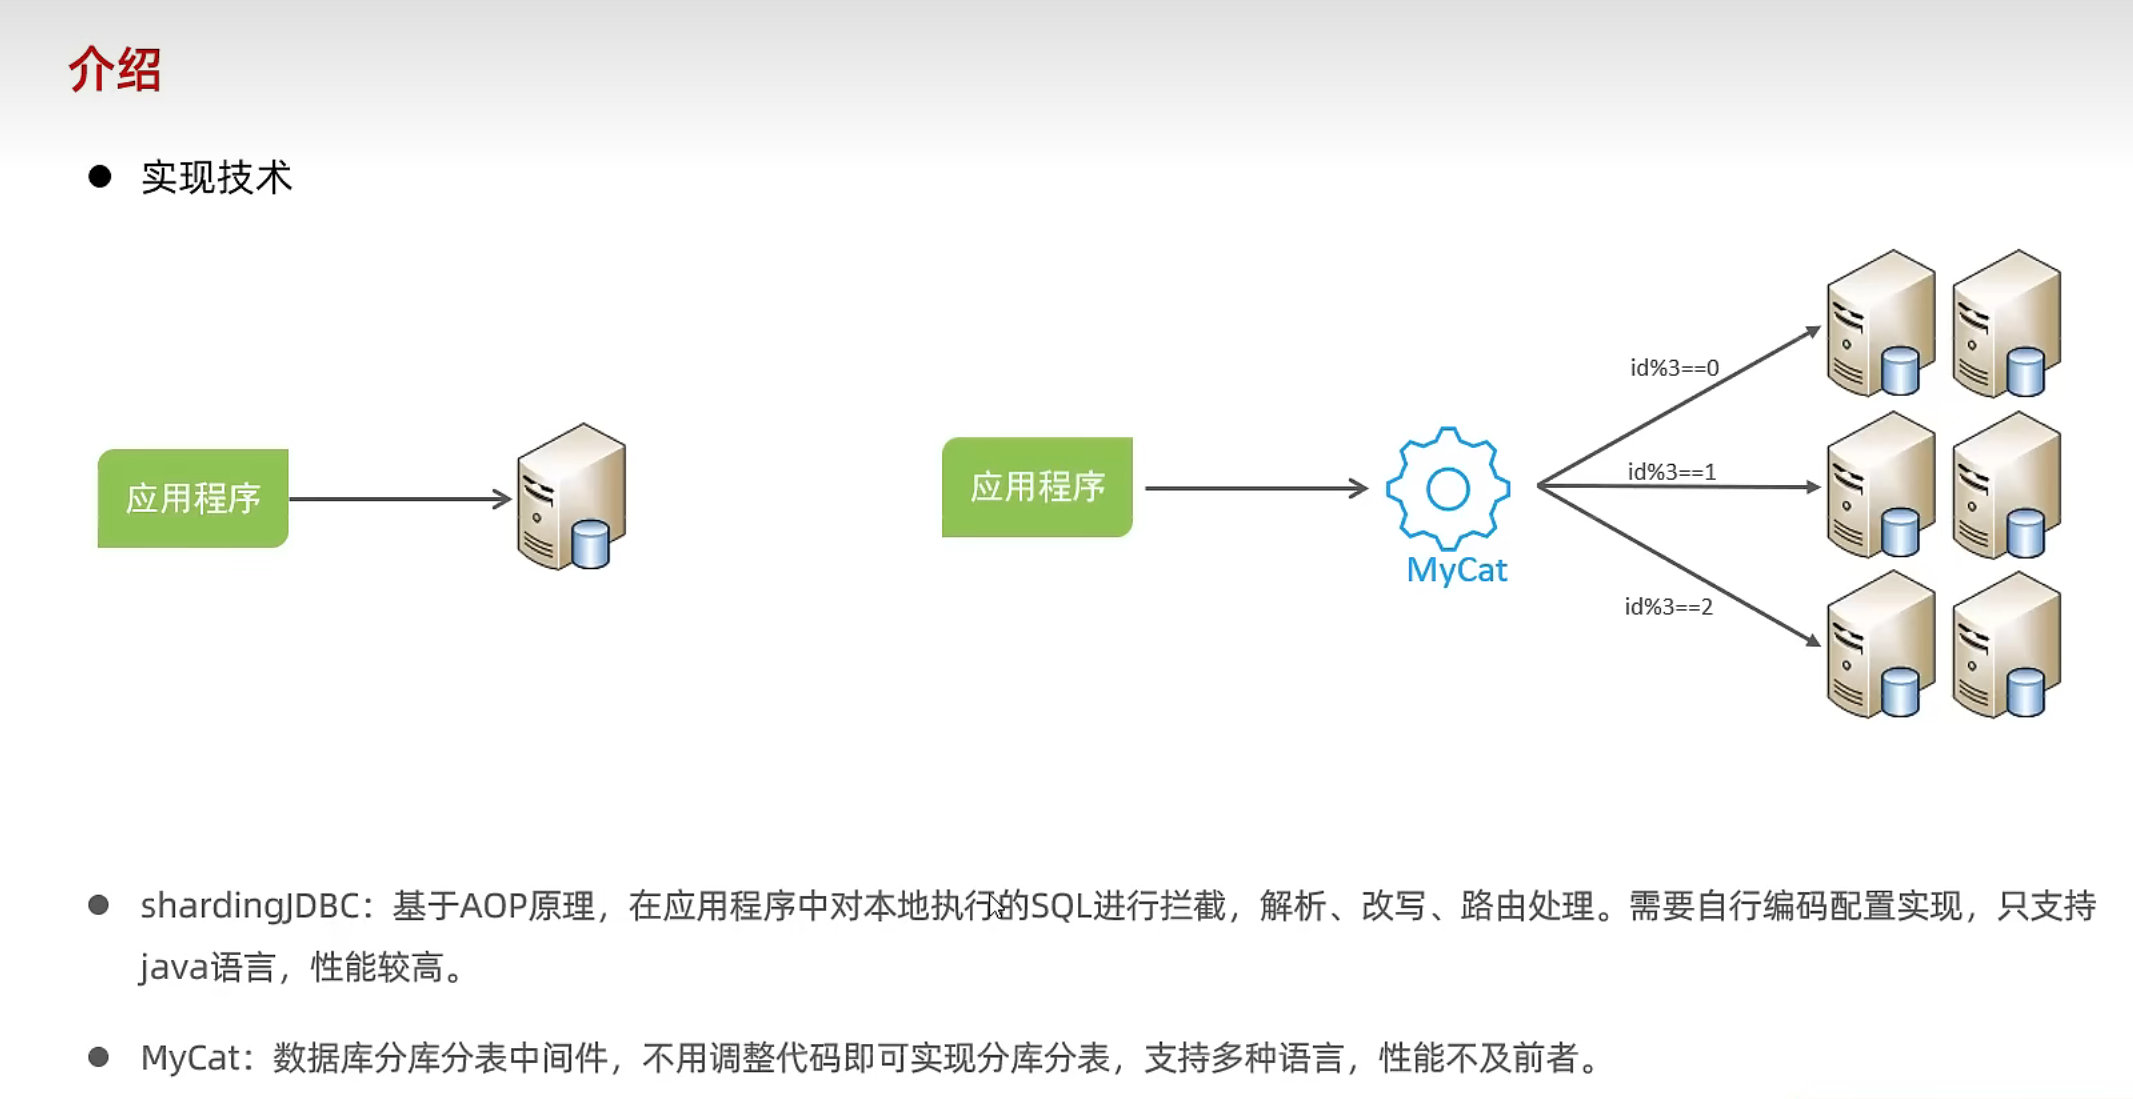 介绍
实现技术
应用程序
应用程序
MyCat
id%3==0
id%3==1
id%3==2
shardingJDBC：基于AOP原理，在应用程序中对本地执行的SQL进行拦截，解析、改写、路由处理。需要自行编码配置实现，只支持
java语言，性能较高。
MyCat：数据库分库分表中间件，不用调整代码即可实现分库分表，支持多种语言，性能不及前者。